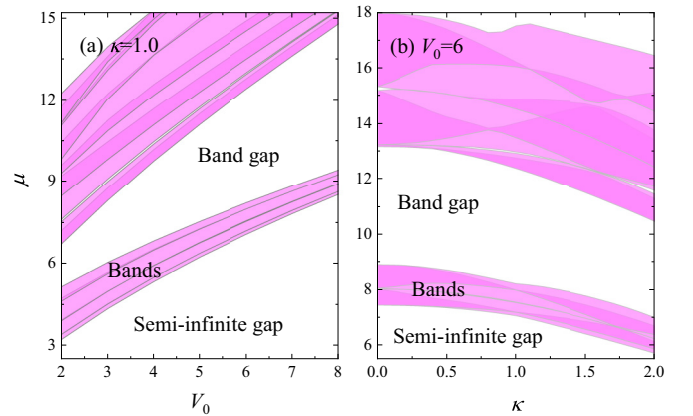 (a) κ=1.0
(b) V₀=6
μ
15
12
9
6
3
18
16
14
12
10
8
6
Band gap
Bands
Semi-infinite gap
Band gap
Bands
Semi-infinite gap
2 3 4 5 6 7 8
0.0 0.5 1.0 1.5 2.0
V₀
κ